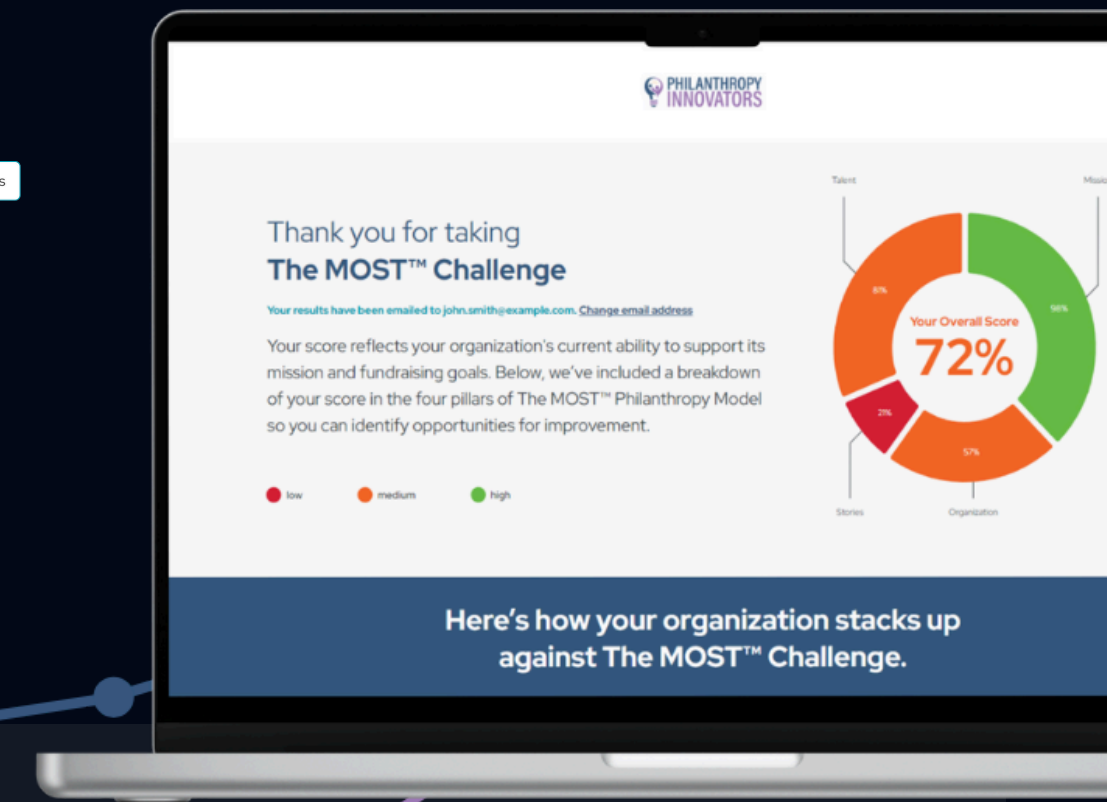 s
PHILANTHROPY
INNOVATORS
Thank you for taking
The MOST™ Challenge
Your results have been emailed to john.smith@example.com. Change email address
Your score reflects your organization's current ability to support its
mission and fundraising goals. Below, we've included a breakdown
of your score in the four pillars of The MOST™ Philanthropy Model
so you can identify opportunities for improvement.
low
medium
high
Talent
81%
98%
Your Overall Score
72%
21%
57%
Stories
Organization
Here's how your organization stacks up
against The MOST™ Challenge.